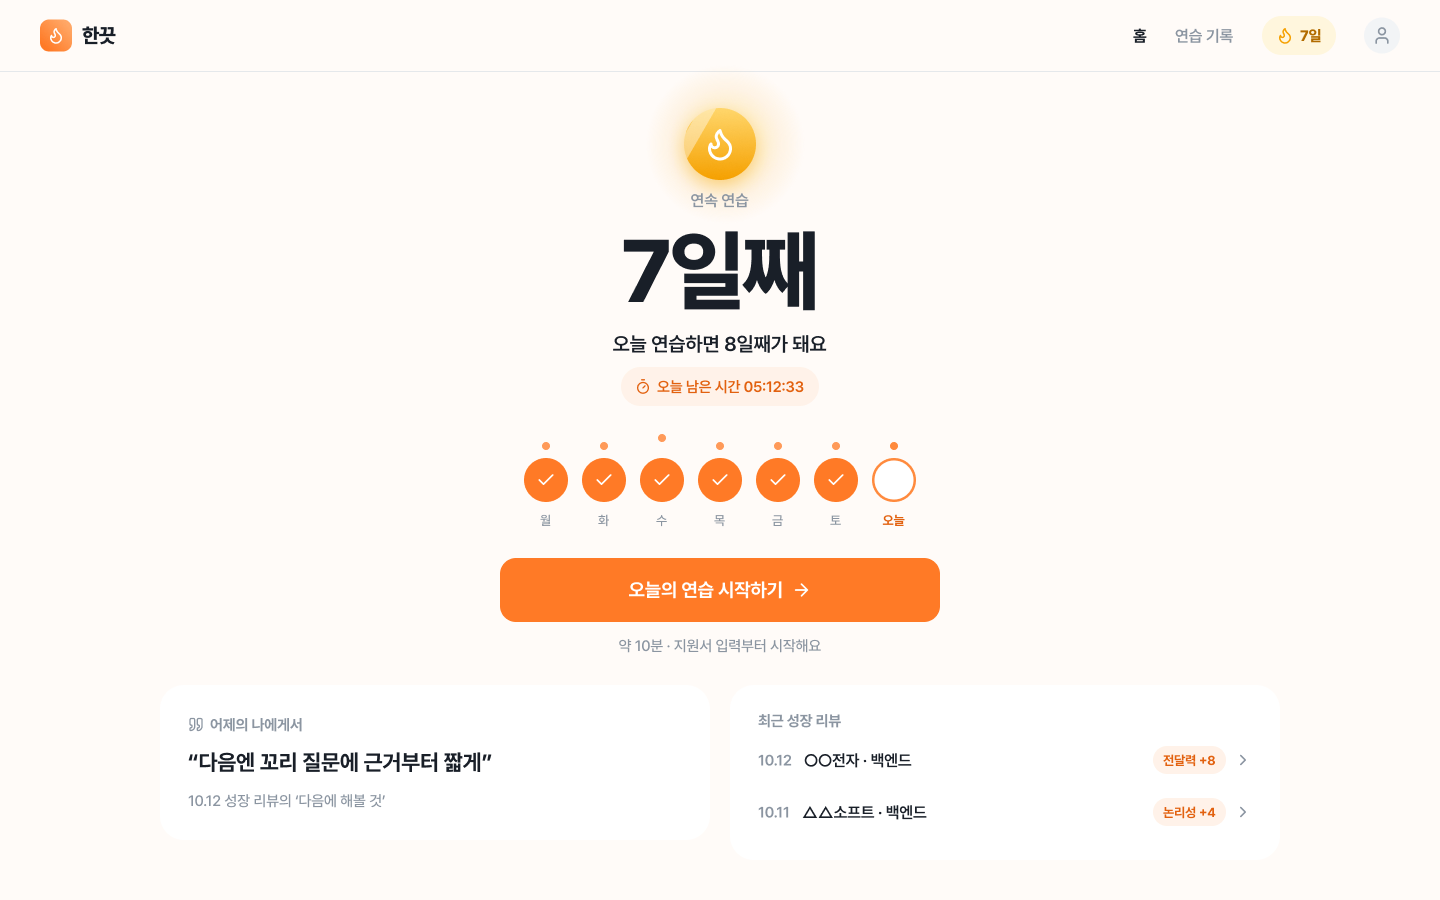 한끗
홈
연습 기록
7일
연속 연습
7일째
오늘 연습하면 8일째가 돼요
오늘 남은 시간 05:12:33
월 화 수 목 금 토 오늘
오늘의 연습 시작하기 →
약 10분 · 지원서 입력부터 시작해요
어제의 나에게서
“다음엔 꼬리 질문에 근거부터 짧게”
10.12 성장 리뷰의 ‘다음에 해볼 것’
최근 성장 리뷰
10.12 〇〇전자 · 백엔드 전달력 +8
10.11 △△소프트 · 백엔드 논리성 +4